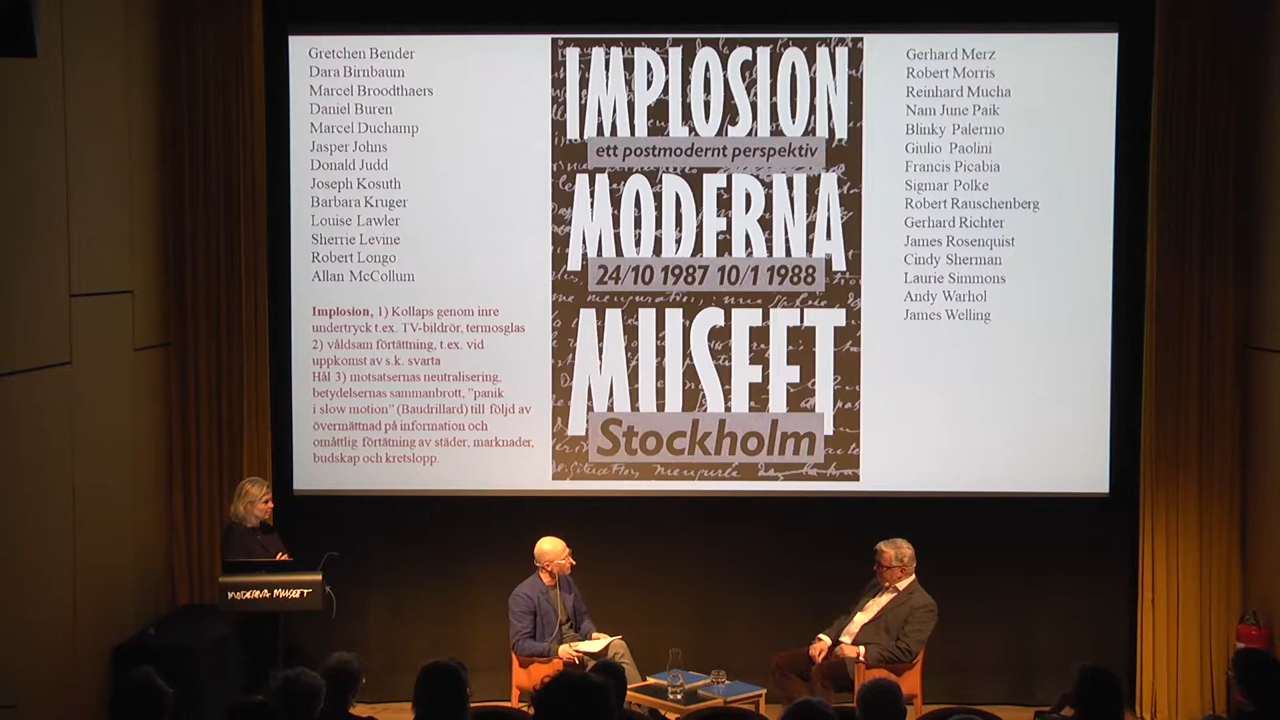 Gretchen Bender
Dara Birnbaum
Marcel Broodthaers
Daniel Buren
Marcel Duchamp
Jasper Johns
Donald Judd
Joseph Kosuth
Barbara Kruger
Louise Lawler
Sherrie Levine
Robert Longo
Allan McCollum
Implosion, 1) Kollaps genom inre
undertryck t.ex. TV-bildrör, termosglas
2) våldsam förtättning, t.ex. vid
uppkomst av s.k. svarta
Hål 3) motsatsernas neutralisering,
betydelsernas sammanbrott, "panik
i slow motion" (Baudrillard) till följd av
övermättnad på information och
omåttlig förtätning av städer, marknader,
budskap och kretslopp.
IMPLOSION
ett postmodernt perspektiv
MODERNA
24/10 1987 10/1 1988
MUSEET
Stockholm
Gerhard Merz
Robert Morris
Reinhard Mucha
Nam June Paik
Blinky Palermo
Giulio Paolini
Francis Picabia
Sigmar Polke
Robert Rauschenberg
Gerhard Richter
James Rosenquist
Cindy Sherman
Laurie Simmons
Andy Warhol
James Welling
MODERNA MUSEET